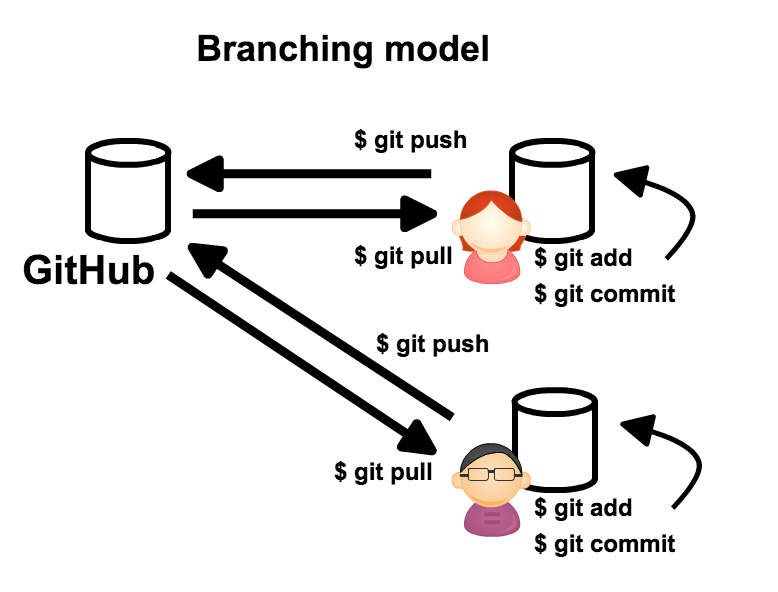 Branching model
$ git push
GitHub
$ git pull
$ git add
$ git commit
$ git push
$ git pull
$ git add
$ git commit